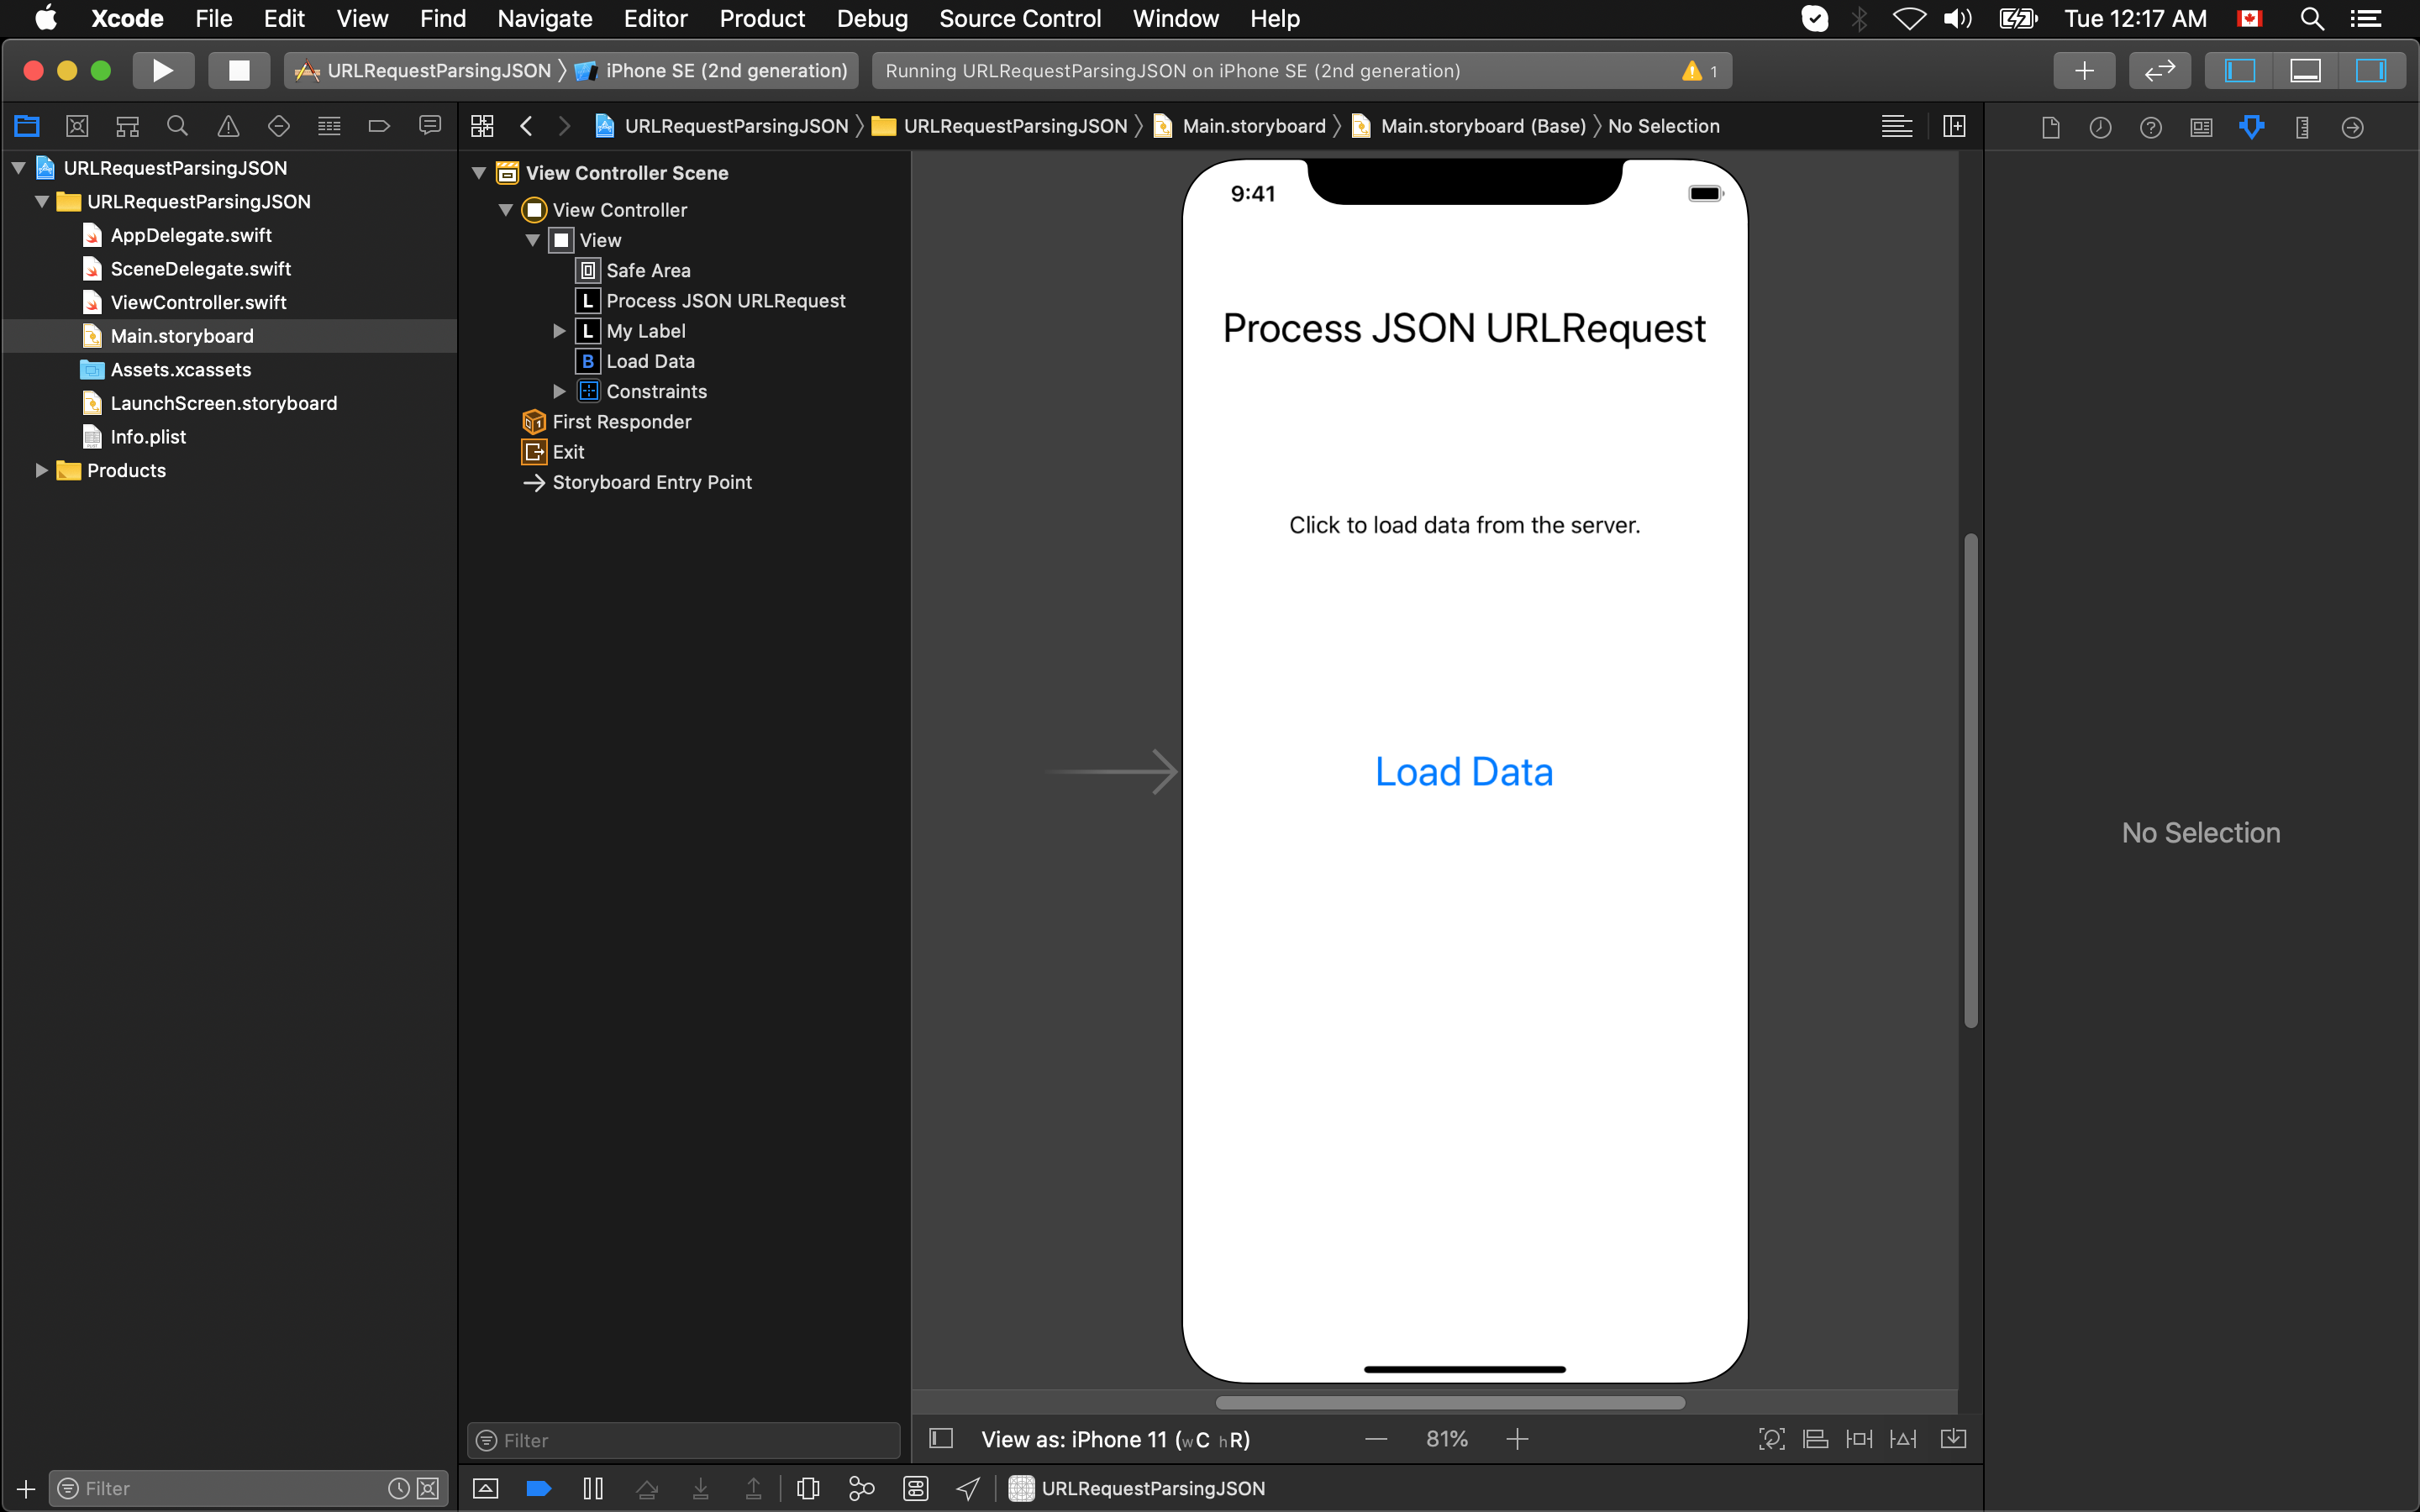 Xcode File Edit View Find Navigate Editor Product Debug Source Control Window Help Tue 12:17 AM
URLRequestParsingJSON 〉 iPhone SE (2nd generation) Running URLRequestParsingJSON on iPhone SE (2nd generation) 1
URLRequestParsingJSON 〉 URLRequestParsingJSON 〉 Main.storyboard 〉 Main.storyboard (Base) 〉 No Selection
URLRequestParsingJSON
URLRequestParsingJSON
AppDelegate.swift
SceneDelegate.swift
ViewController.swift
Main.storyboard
Assets.xcassets
LaunchScreen.storyboard
Info.plist
Products
View Controller Scene
View Controller
View
Safe Area
L Process JSON URLRequest
L My Label
B Load Data
Constraints
First Responder
Exit
Storyboard Entry Point
9:41
Process JSON URLRequest
Click to load data from the server.
Load Data
No Selection
Filter
View as: iPhone 11 (wC hR) 81%
Filter
URLRequestParsingJSON